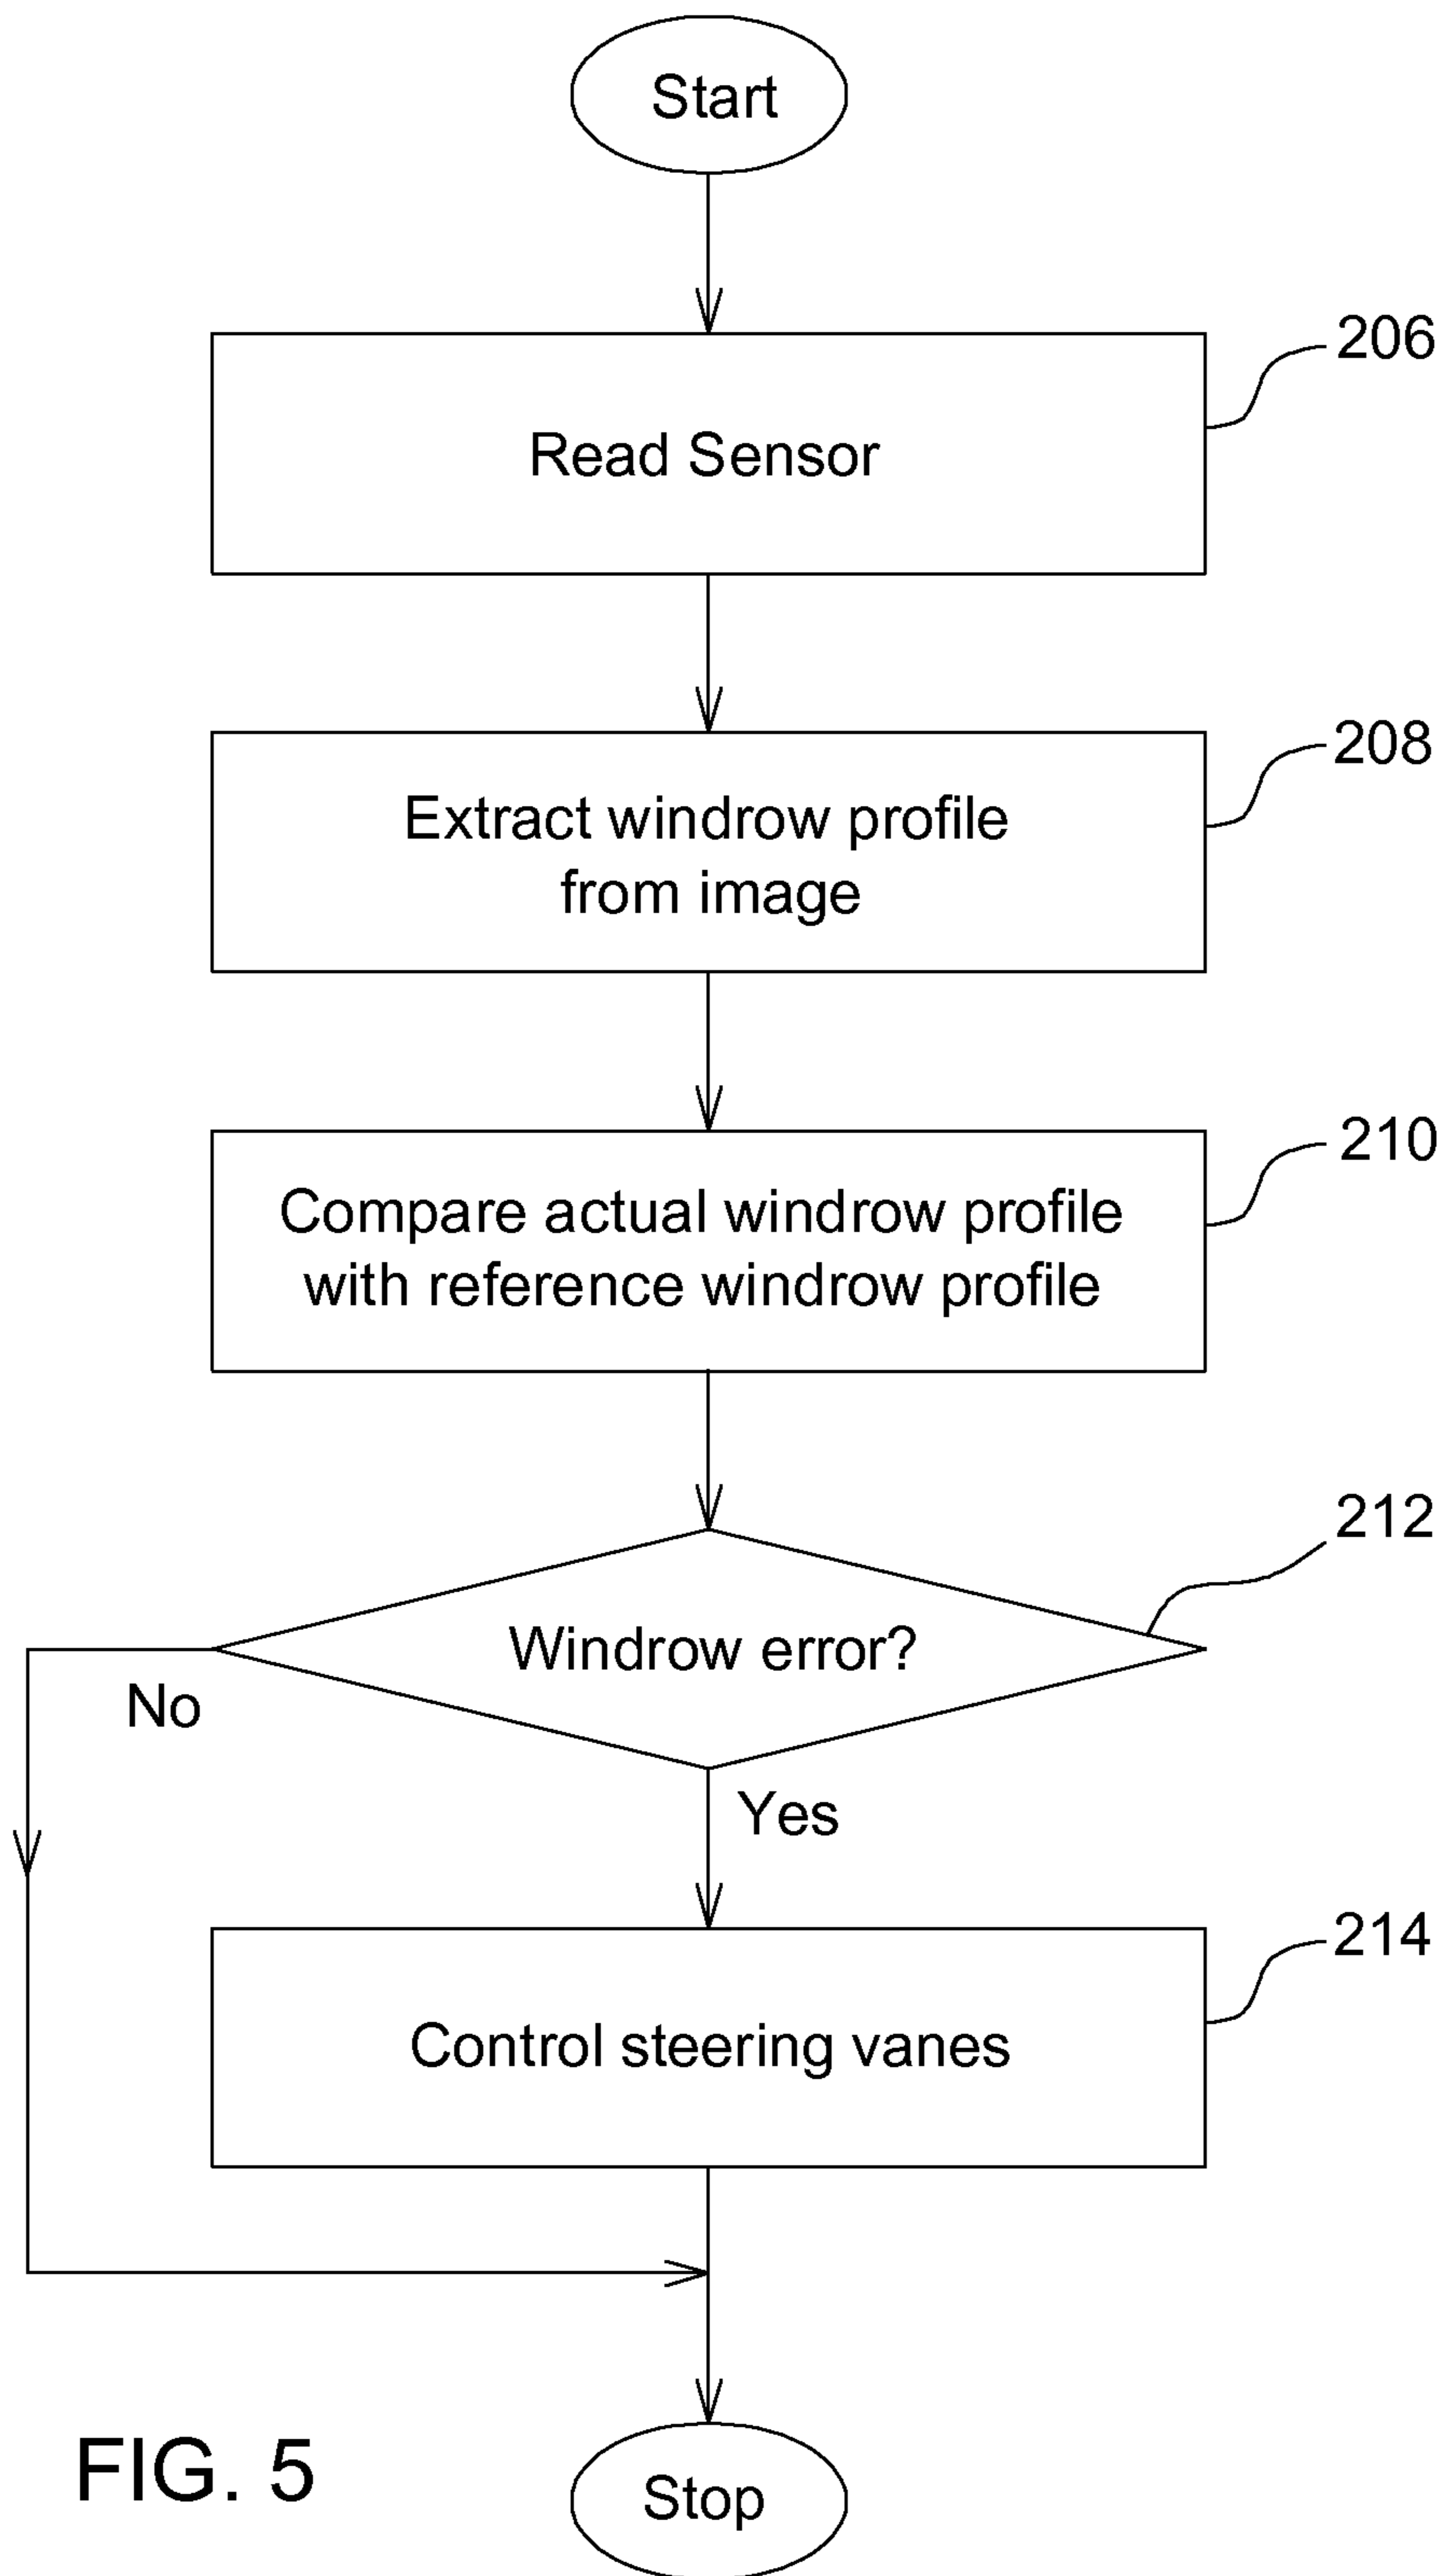 Start
206
Read Sensor
208
Extract windrow profile
from image
210
Compare actual windrow profile
with reference windrow profile
212
Windrow error?
No
Yes
214
Control steering vanes
FIG. 5
Stop